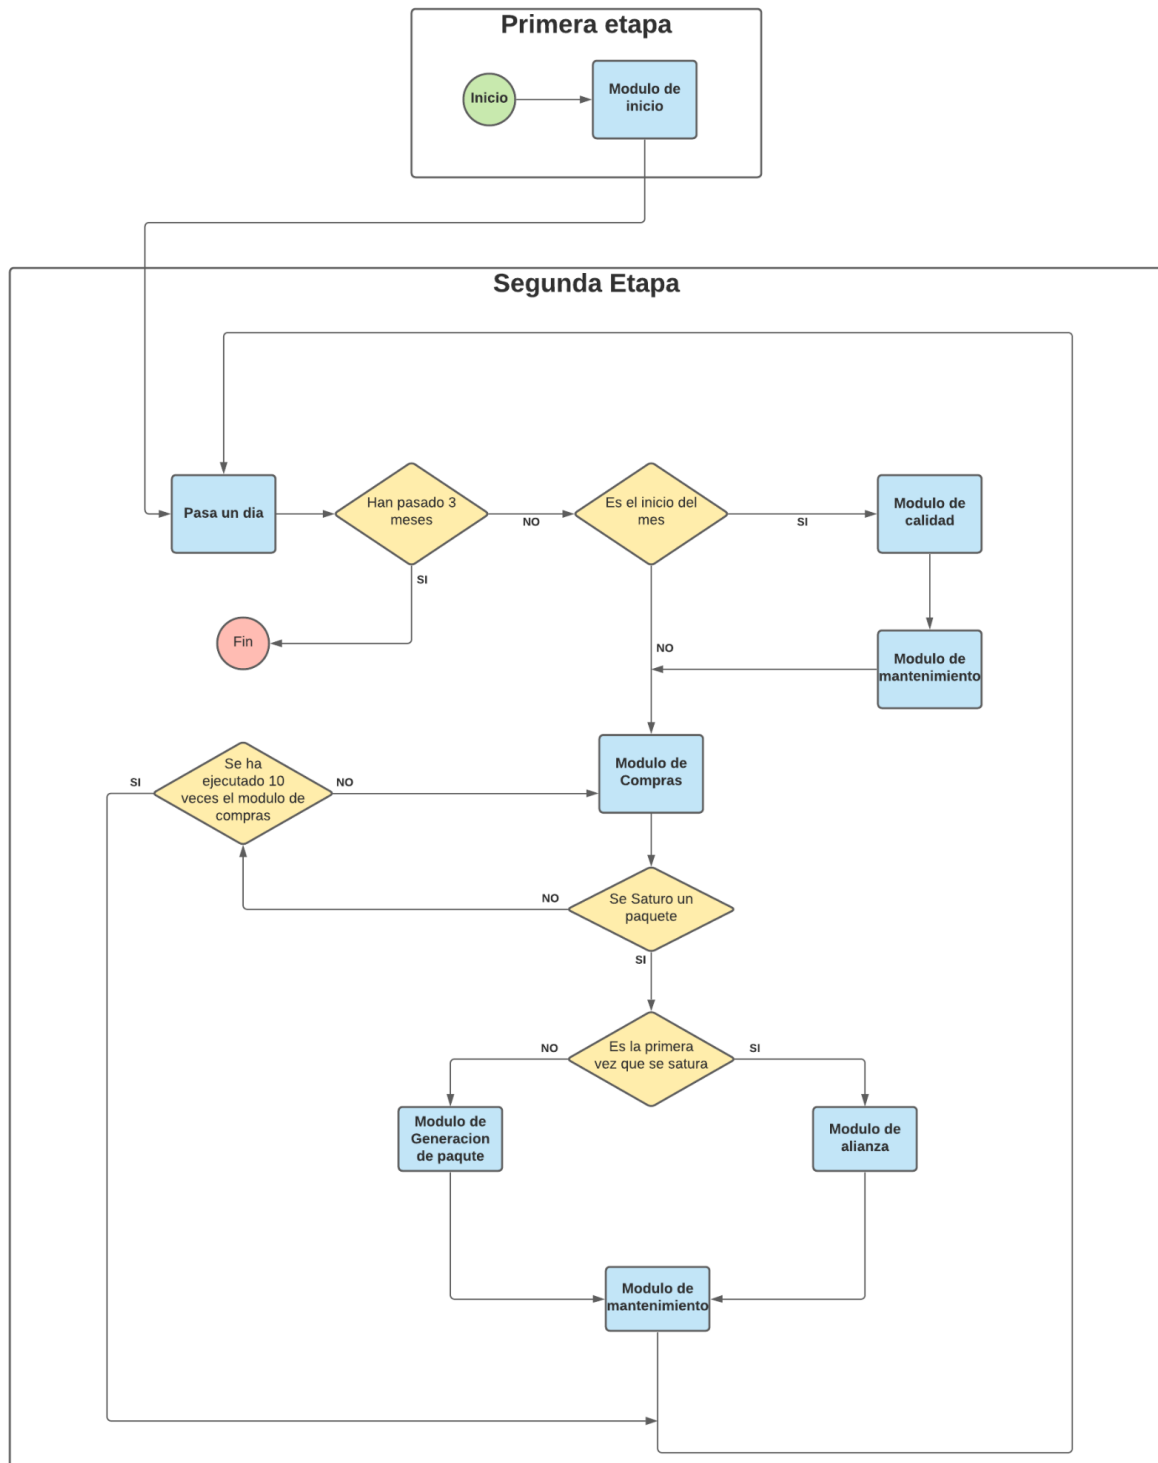 Primera etapa
Inicio
Modulo de
inicio
Segunda Etapa
Pasa un dia
Han pasado 3
meses
NO
Es el inicio del
mes
SI
Modulo de
calidad
SI
Fin
NO
Modulo de
mantenimiento
Modulo de
Compras
Se ha
ejecutado 10
veces el modulo de
compras
SI
NO
Se Saturo un
paquete
NO
SI
Es la primera
vez que se satura
NO
SI
Modulo de
Generacion
de paqute
Modulo de
alianza
Modulo de
mantenimiento